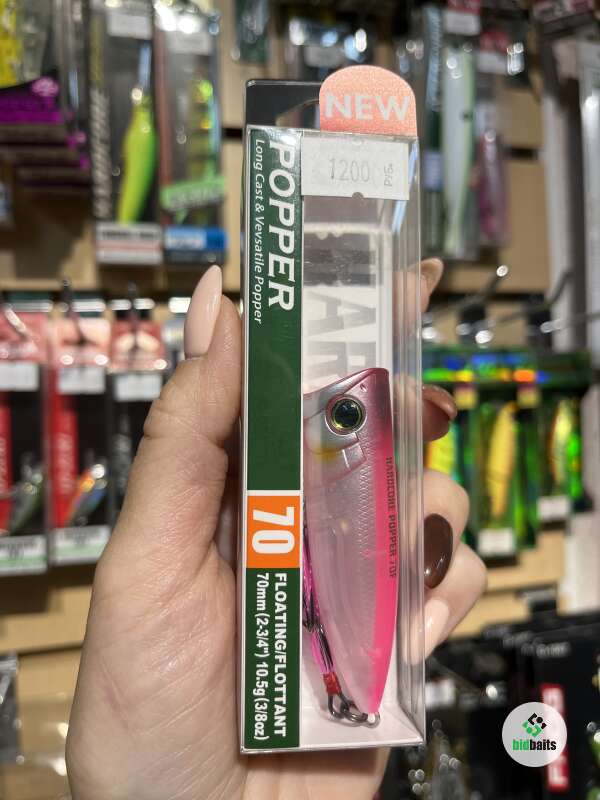 NEW
1200 Р/Б
POPPER
Long Cast & Vevsatile Popper
HARDCORE POPPER 70F
70
FLOATING/FLOTTANT
70mm (2-3/4") 10.5g (3/8oz)
bidbaits